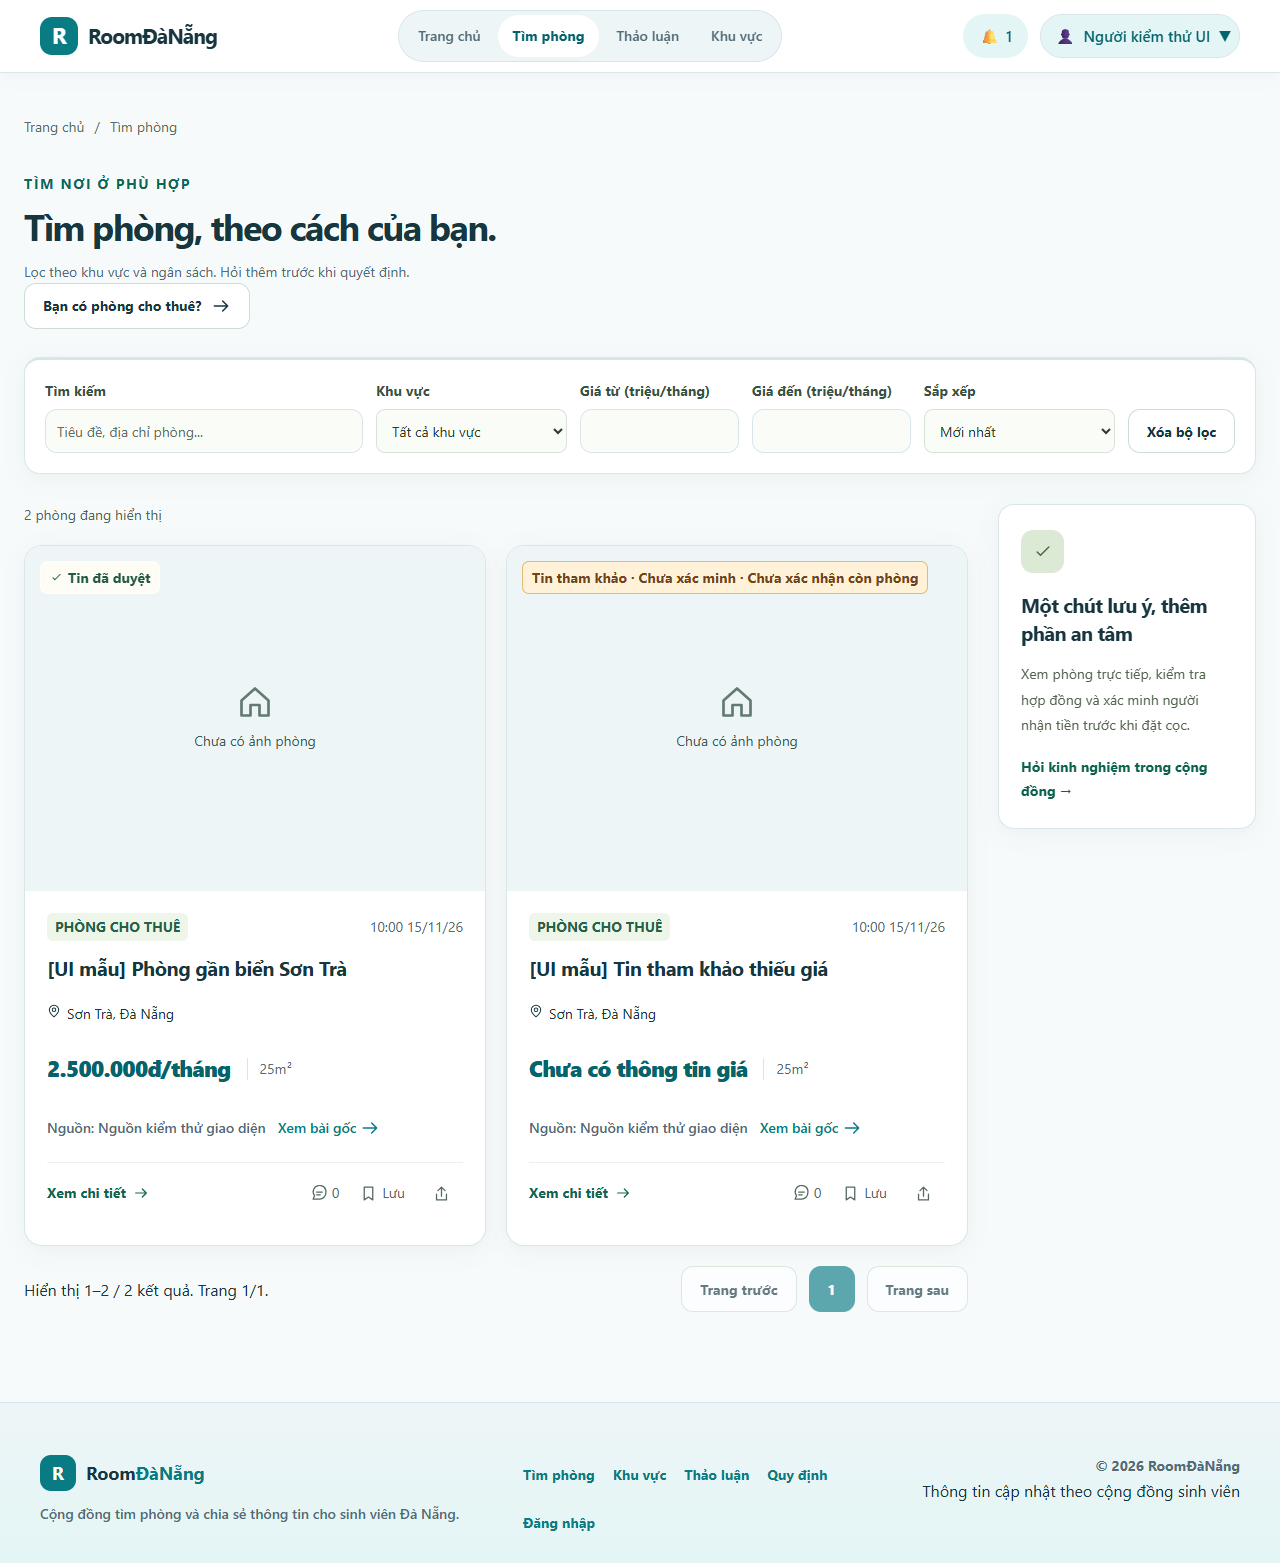 R RoomĐàNẵng
Trang chủ Tìm phòng Thảo luận Khu vực
1
Người kiểm thử UI ▼
Trang chủ / Tìm phòng
TÌM NƠI Ở PHÙ HỢP
Tìm phòng, theo cách của bạn.
Lọc theo khu vực và ngân sách. Hỏi thêm trước khi quyết định.
Bạn có phòng cho thuê? →
Tìm kiếm Khu vực Giá từ (triệu/tháng) Giá đến (triệu/tháng) Sắp xếp
Tiêu đề, địa chỉ phòng... Tất cả khu vực Mới nhất Xóa bộ lọc
2 phòng đang hiển thị
✓ Tin đã duyệt
Chưa có ảnh phòng
PHÒNG CHO THUÊ 10:00 15/11/26
[UI mẫu] Phòng gần biển Sơn Trà
Sơn Trà, Đà Nẵng
2.500.000đ/tháng 25m²
Nguồn: Nguồn kiểm thử giao diện Xem bài gốc →
Xem chi tiết → 0 Lưu
Tin tham khảo · Chưa xác minh · Chưa xác nhận còn phòng
Chưa có ảnh phòng
PHÒNG CHO THUÊ 10:00 15/11/26
[UI mẫu] Tin tham khảo thiếu giá
Sơn Trà, Đà Nẵng
Chưa có thông tin giá 25m²
Nguồn: Nguồn kiểm thử giao diện Xem bài gốc →
Xem chi tiết → 0 Lưu
Một chút lưu ý, thêm
phần an tâm
Xem phòng trực tiếp, kiểm tra
hợp đồng và xác minh người
nhận tiền trước khi đặt cọc.
Hỏi kinh nghiệm trong cộng
đồng →
Hiển thị 1–2 / 2 kết quả. Trang 1/1.
Trang trước 1 Trang sau
R RoomĐàNẵng
Cộng đồng tìm phòng và chia sẻ thông tin cho sinh viên Đà Nẵng.
Tìm phòng Khu vực Thảo luận Quy định
Đăng nhập
© 2026 RoomĐàNẵng
Thông tin cập nhật theo cộng đồng sinh viên